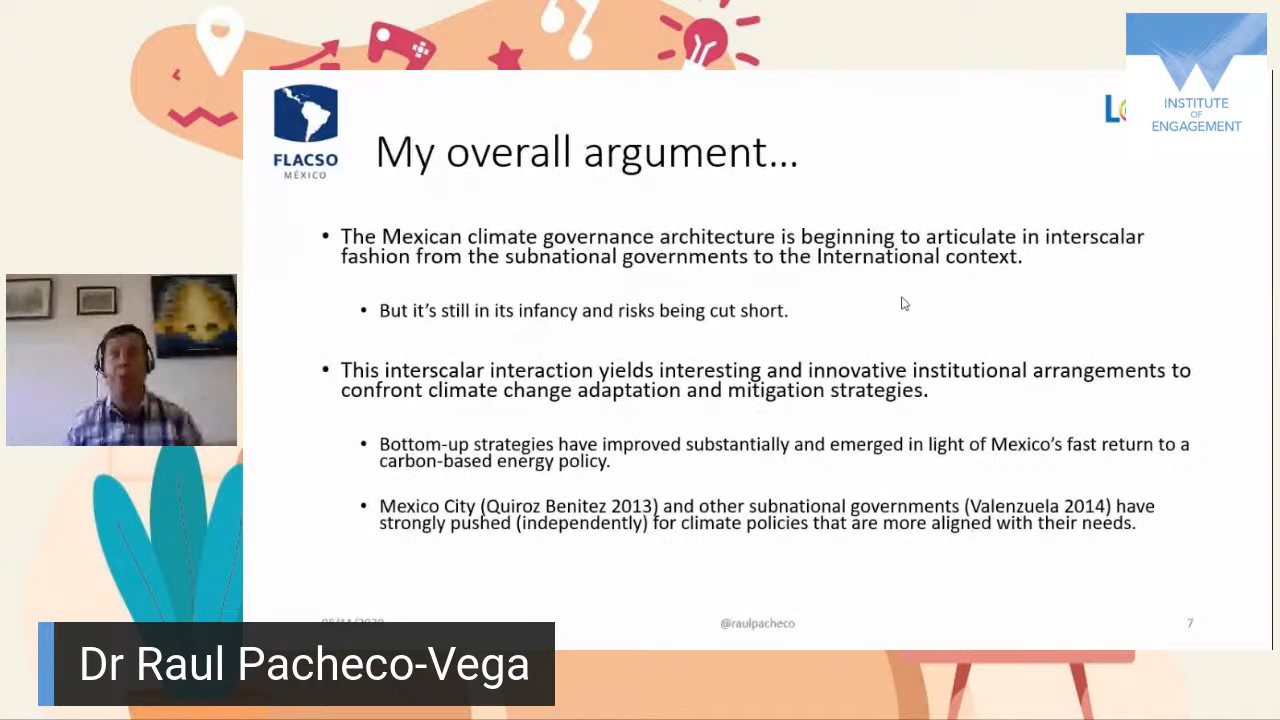 INSTITUTE
OF
ENGAGEMENT
FLACSO
MÉXICO
My overall argument...
• The Mexican climate governance architecture is beginning to articulate in interscalar
fashion from the subnational governments to the International context.
• But it’s still in its infancy and risks being cut short.
• This interscalar interaction yields interesting and innovative institutional arrangements to
confront climate change adaptation and mitigation strategies.
• Bottom-up strategies have improved substantially and emerged in light of Mexico’s fast return to a
carbon-based energy policy.
• Mexico City (Quiroz Benitez 2013) and other subnational governments (Valenzuela 2014) have
strongly pushed (independently) for climate policies that are more aligned with their needs.
@raulpacheco
7
Dr Raul Pacheco-Vega